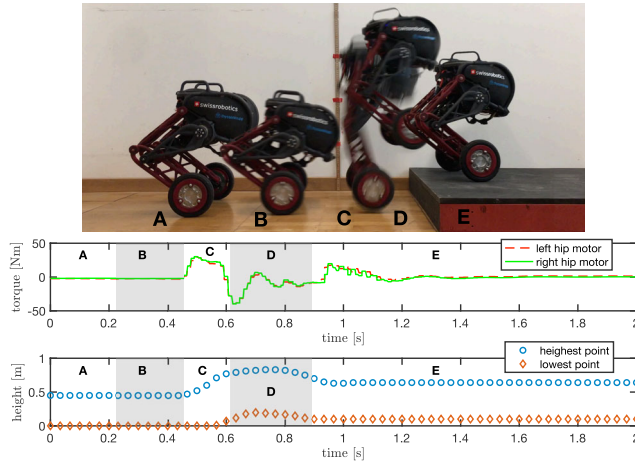 swissrobotics
swissrobotics
swissrobotics
swissrobotics
A
B
C
D
E
torque [Nm]
50
0
-50
A
B
C
D
E
left hip motor
right hip motor
0
0.2
0.4
0.6
0.8
1
1.2
1.4
1.6
1.8
2
time [s]
height [m]
1
0.5
0
A
B
C
D
E
heighest point
lowest point
0
0.2
0.4
0.6
0.8
1
1.2
1.4
1.6
1.8
2
time [s]